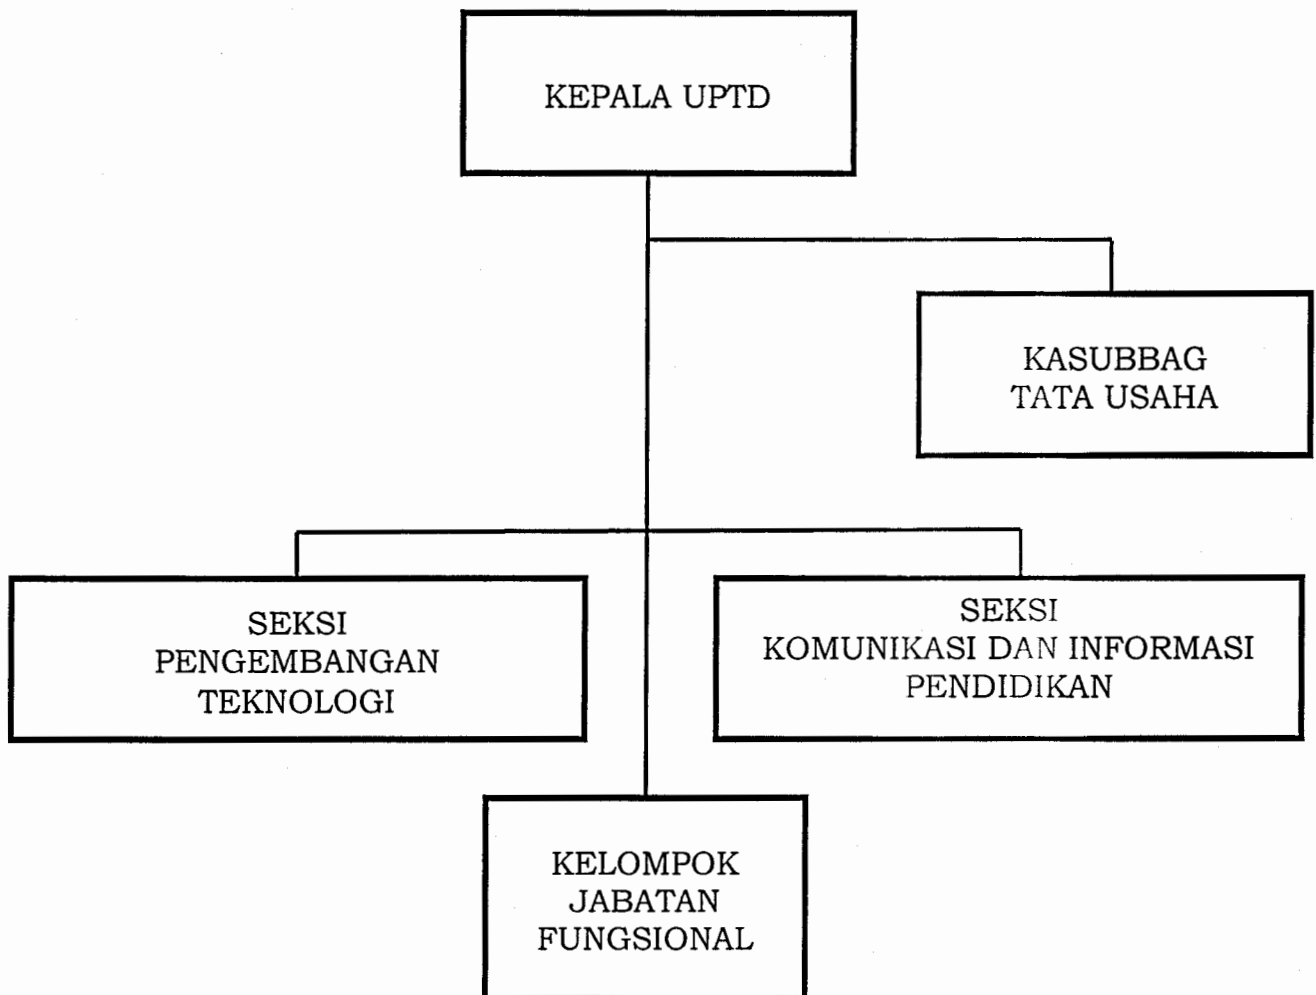 KEPALA UPTD
KASUBBAG
TATA USAHA
SEKSI
PENGEMBANGAN
TEKNOLOGI
SEKSI
KOMUNIKASI DAN INFORMASI
PENDIDIKAN
KELOMPOK
JABATAN
FUNGSIONAL